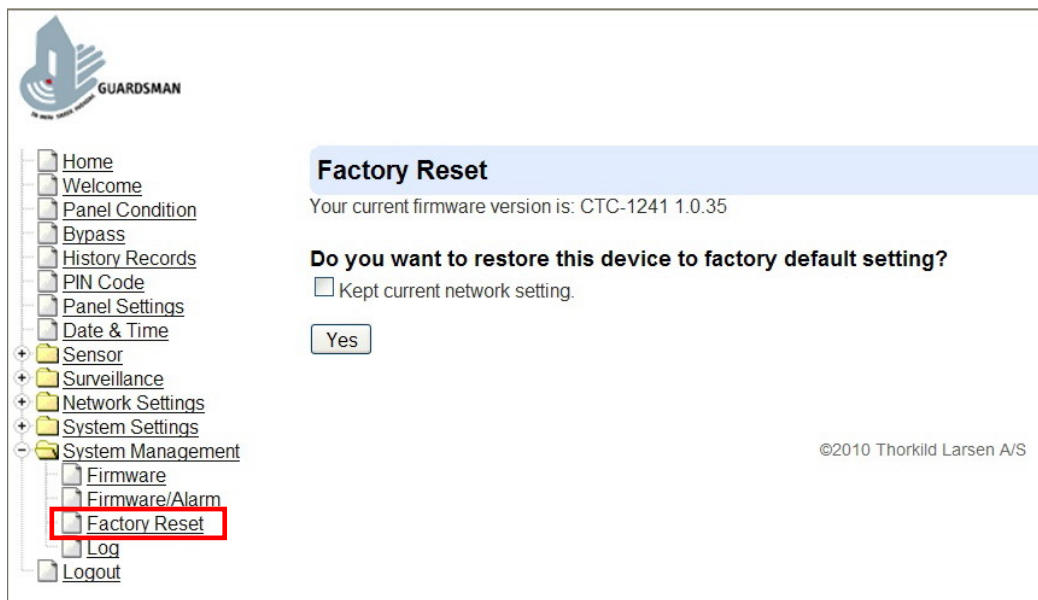 GUARDSMAN
Home
Welcome
Panel Condition
Bypass
History Records
PIN Code
Panel Settings
Date & Time
Sensor
Surveillance
Network Settings
System Settings
System Management
Firmware
Firmware/Alarm
Factory Reset
Log
Logout
Factory Reset
Your current firmware version is: CTC-1241 1.0.35
Do you want to restore this device to factory default setting?
Kept current network setting.
Yes
©2010 Thorkild Larsen A/S